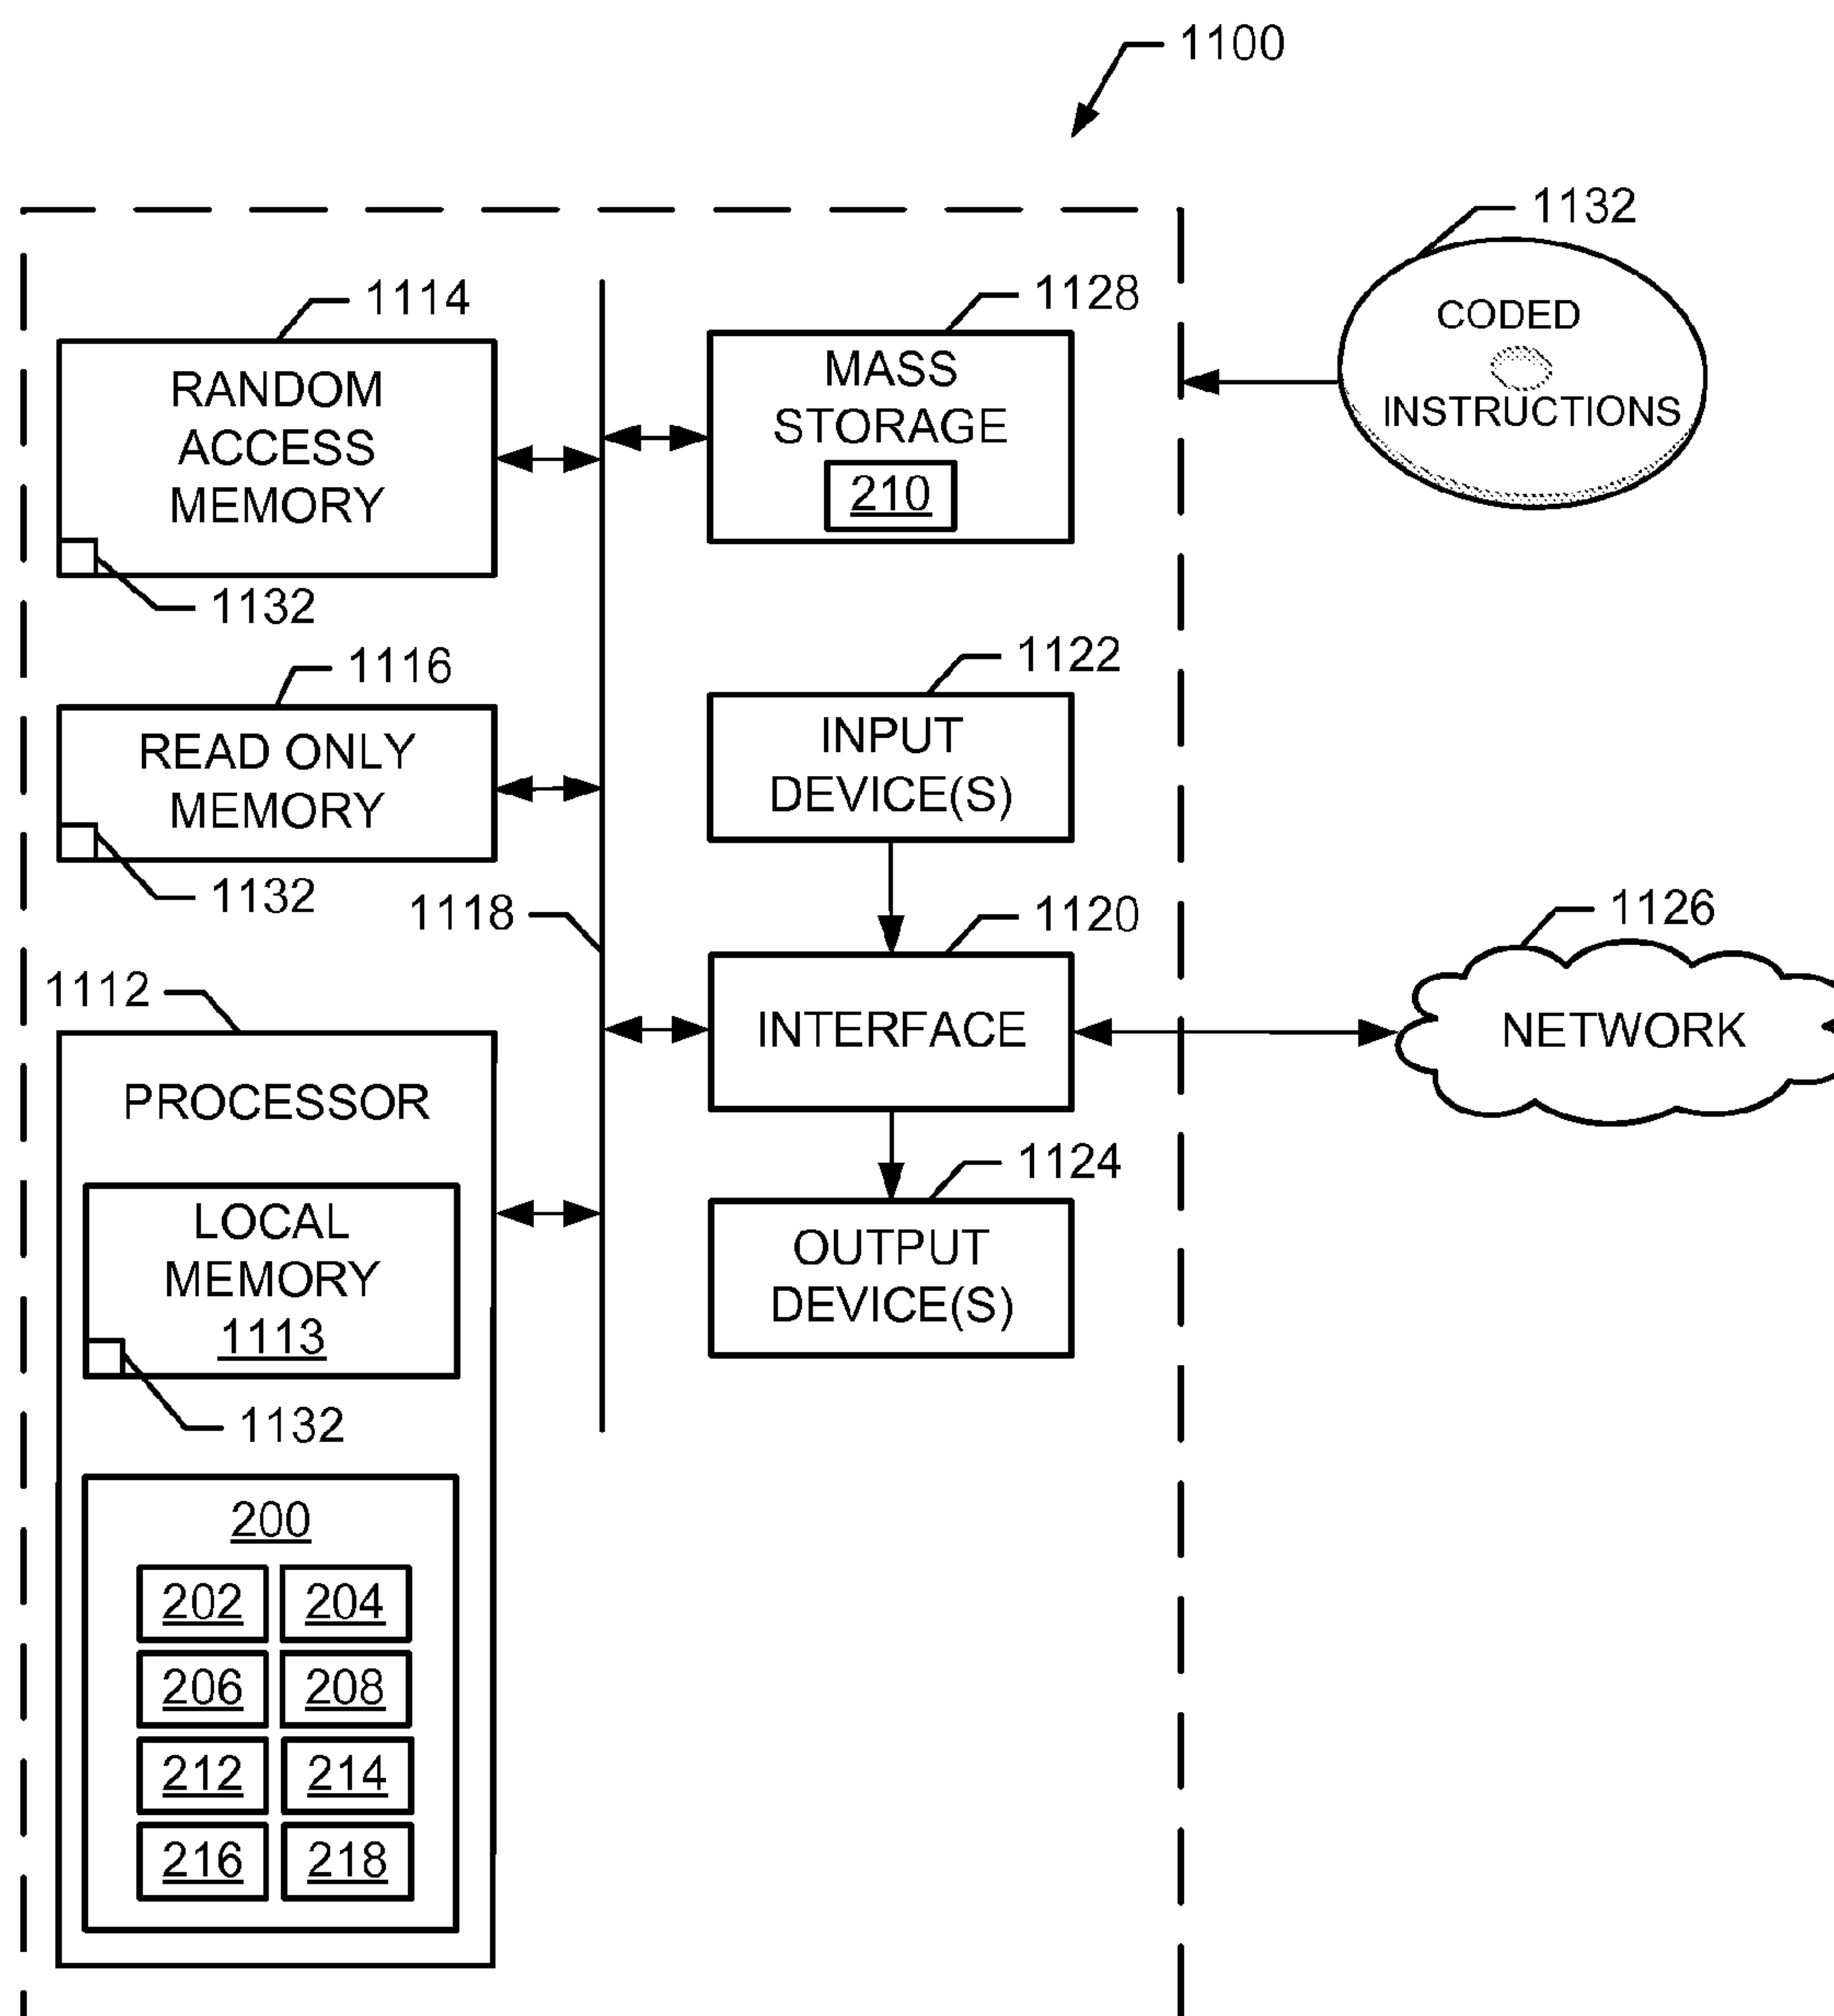 1100
1132
CODED
INSTRUCTIONS
1114
RANDOM
ACCESS
MEMORY
1132
1128
MASS
STORAGE
210
1116
READ ONLY
MEMORY
1132
1122
INPUT
DEVICE(S)
1118
1120
INTERFACE
1126
NETWORK
1112
PROCESSOR
LOCAL
MEMORY
1113
1132
1124
OUTPUT
DEVICE(S)
200
202 204
206 208
212 214
216 218